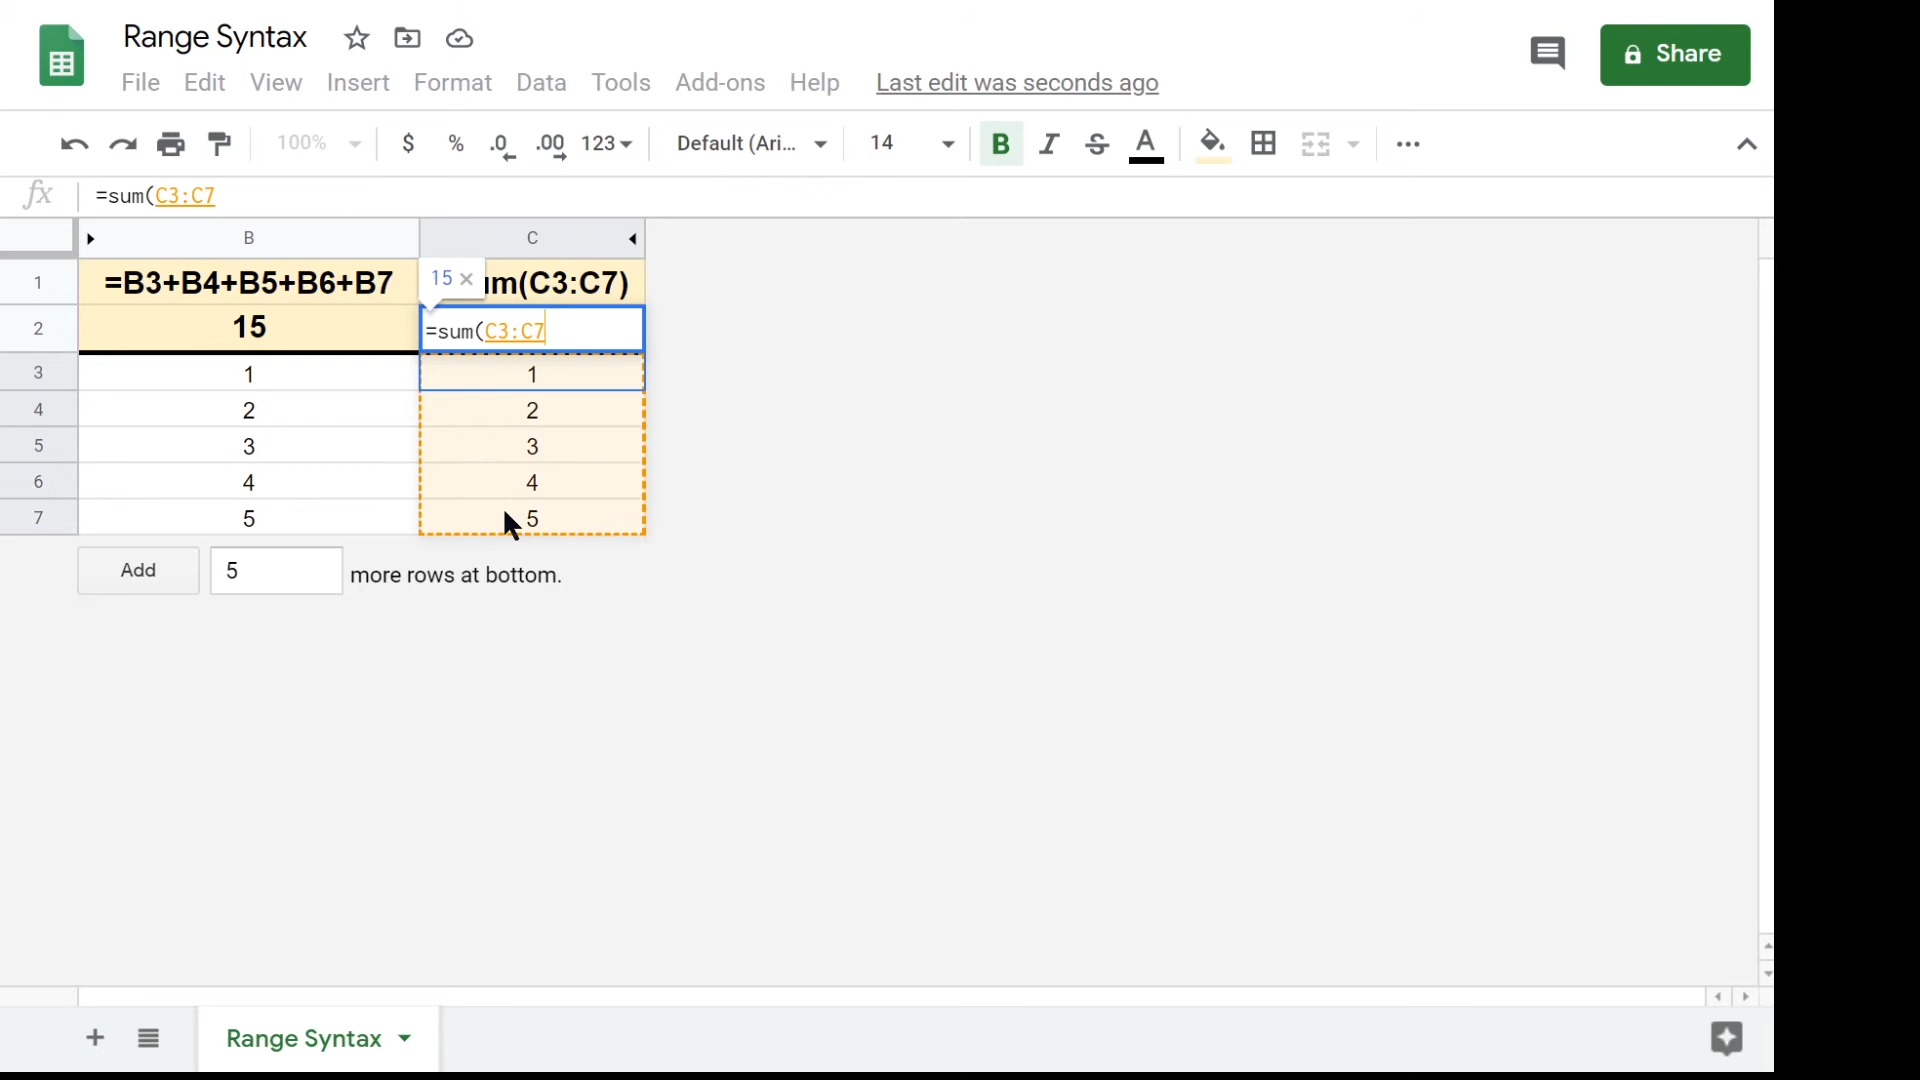 Range Syntax
File Edit View Insert Format Data Tools Add-ons Help Last edit was seconds ago
Share
100% $ % .0 .00 123 Default (Ari... 14 B I S A
fx =sum(C3:C7
B C
1 =B3+B4+B5+B6+B7 15 × um(C3:C7)
2 15 =sum(C3:C7
3 1 1
4 2 2
5 3 3
6 4 4
7 5 5
Add 5 more rows at bottom.
Range Syntax